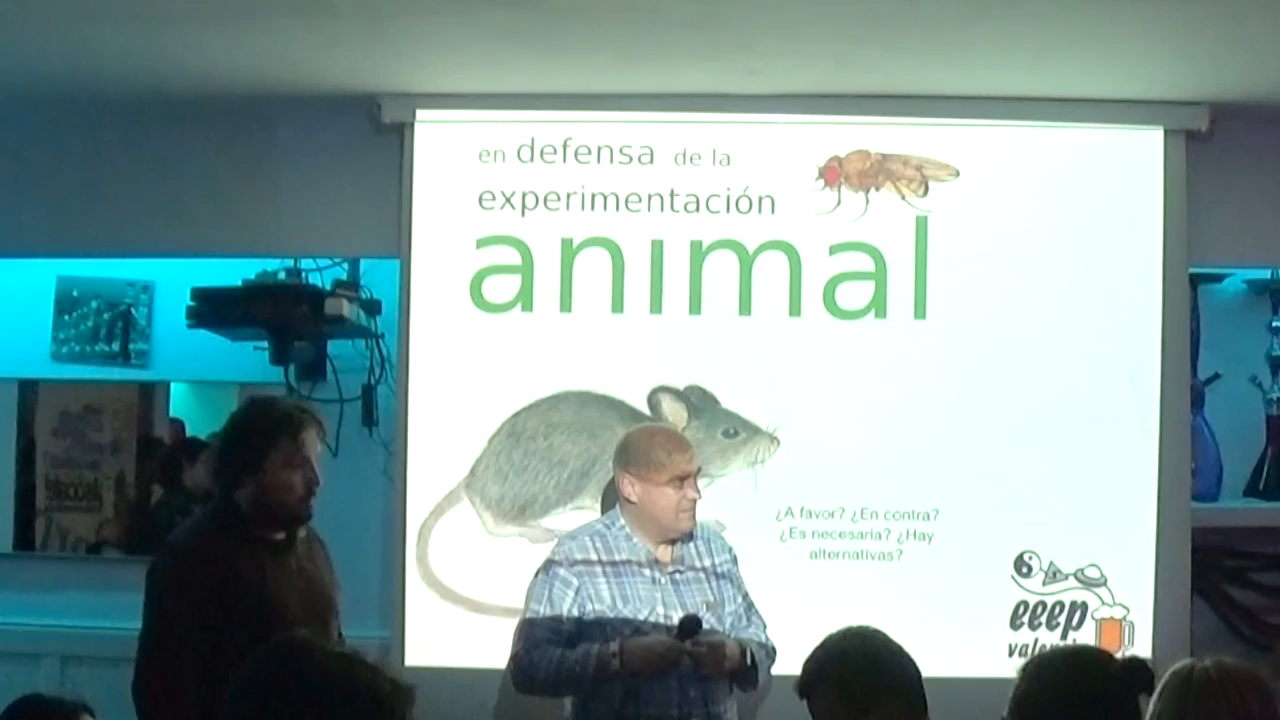 en defensa de la
experimentación
animal
¿A favor? ¿En contra?
¿Es necesaria? ¿Hay
alternativas?
eeep